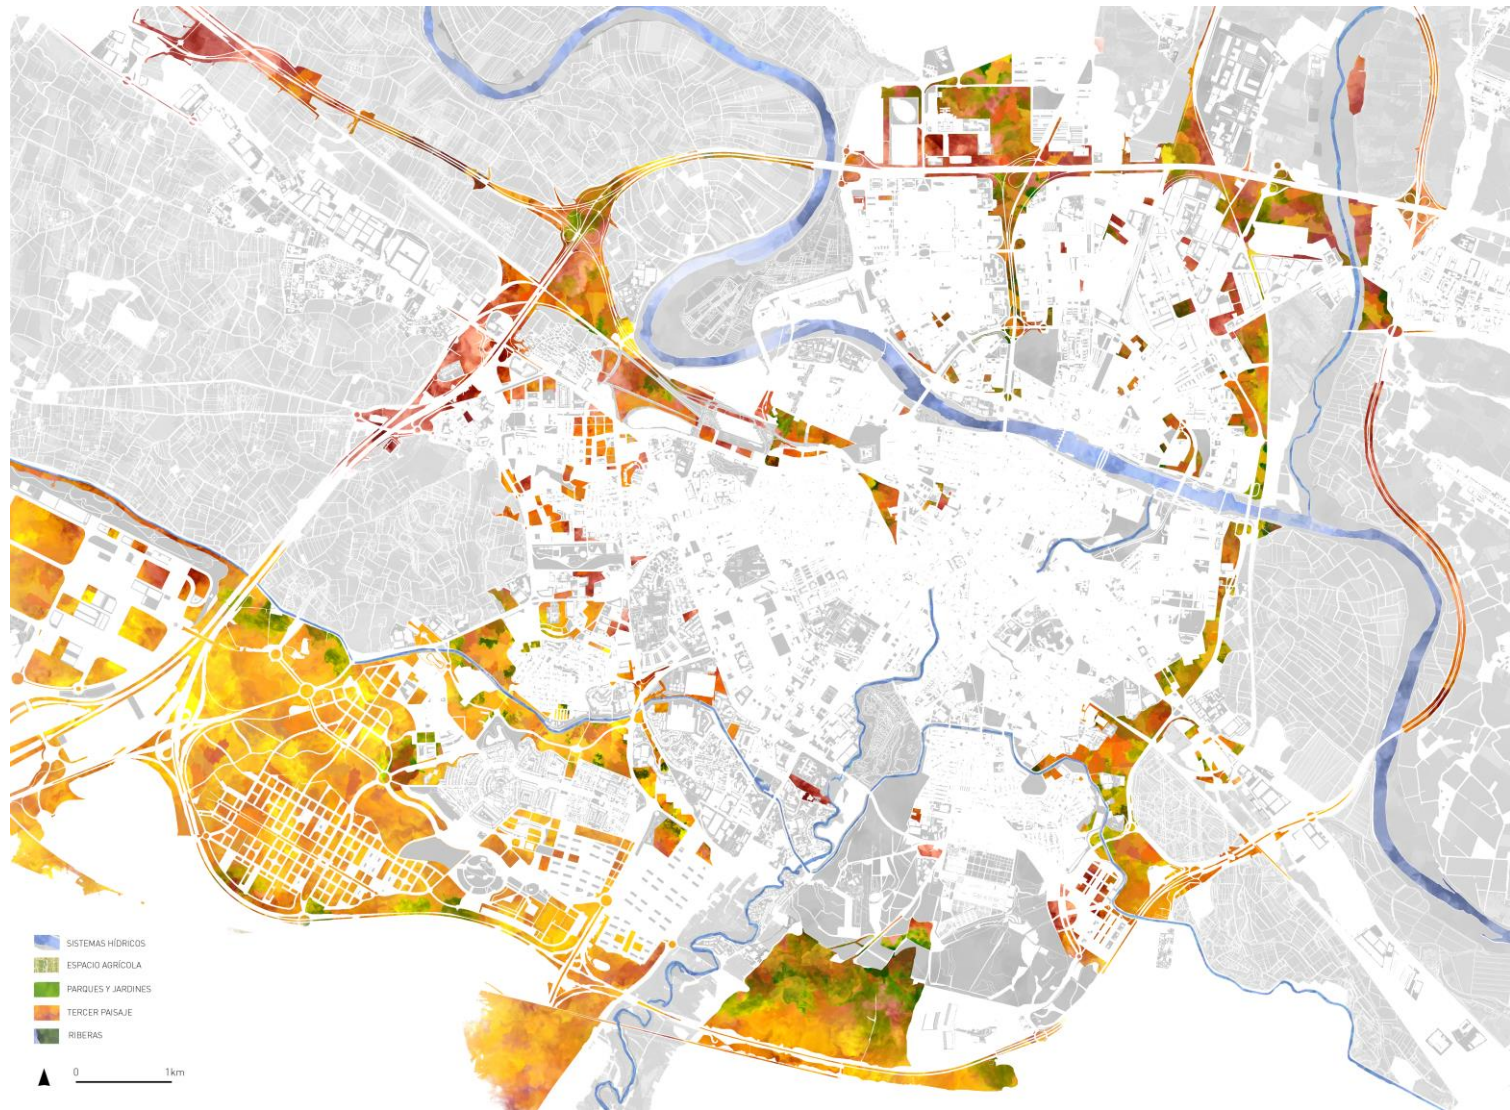 SISTEMAS HÍDRICOS
ESPACIO AGRÍCOLA
PARQUES Y JARDINES
TERCER PAISAJE
RIBERAS
0 1km